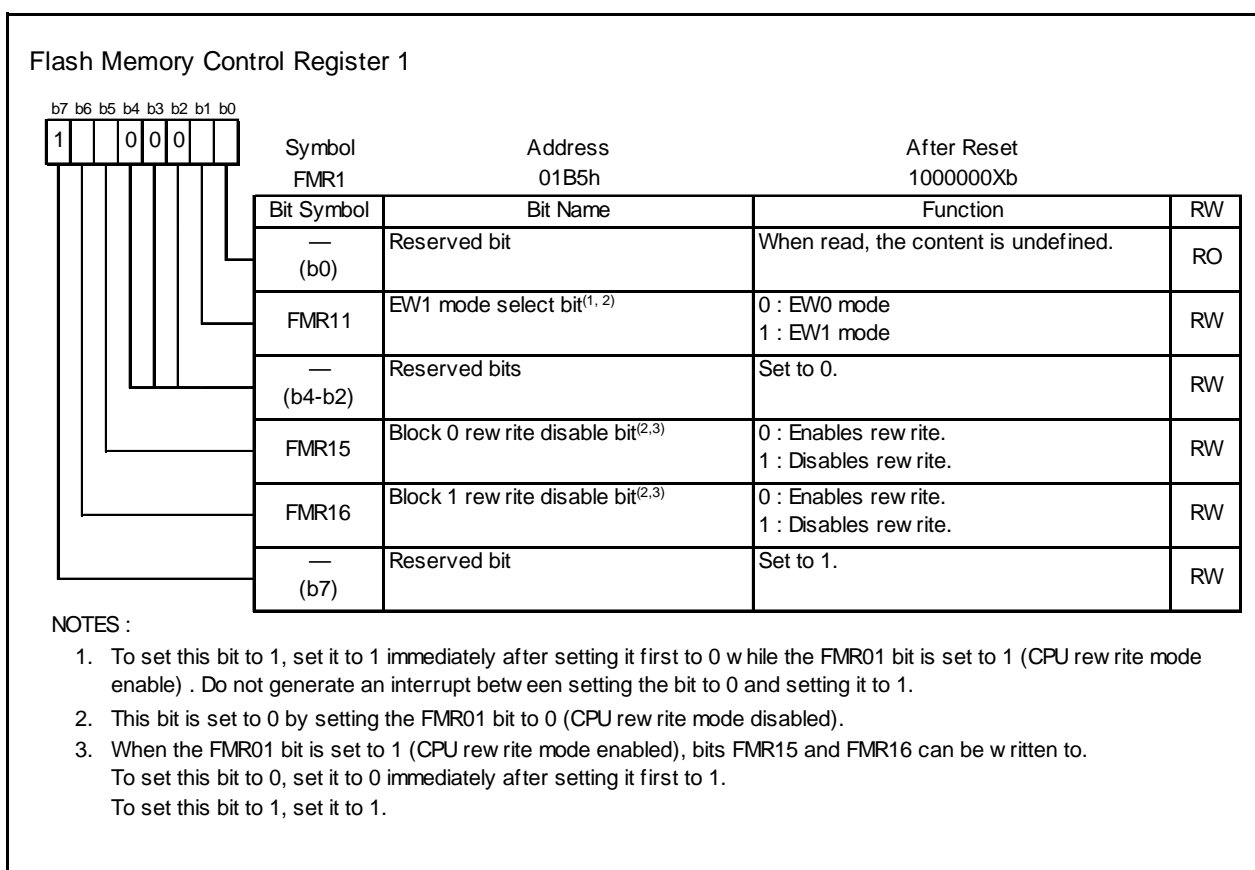 Flash Memory Control Register 1
b7 b6 b5 b4 b3 b2 b1 b0
1 0 0 0
Symbol Address After Reset
FMR1 01B5h 1000000Xb
Bit Symbol Bit Name Function RW
— (b0) Reserved bit When read, the content is undefined. RO
FMR11 EW1 mode select bit(1, 2) 0 : EW0 mode
1 : EW1 mode RW
— (b4-b2) Reserved bits Set to 0. RW
FMR15 Block 0 rewrite disable bit(2,3) 0 : Enables rewrite.
1 : Disables rewrite. RW
FMR16 Block 1 rewrite disable bit(2,3) 0 : Enables rewrite.
1 : Disables rewrite. RW
— (b7) Reserved bit Set to 1. RW
NOTES :
1. To set this bit to 1, set it to 1 immediately after setting it first to 0 while the FMR01 bit is set to 1 (CPU rewrite mode
enable) . Do not generate an interrupt between setting the bit to 0 and setting it to 1.
2. This bit is set to 0 by setting the FMR01 bit to 0 (CPU rewrite mode disabled).
3. When the FMR01 bit is set to 1 (CPU rewrite mode enabled), bits FMR15 and FMR16 can be written to.
To set this bit to 0, set it to 0 immediately after setting it first to 1.
To set this bit to 1, set it to 1.